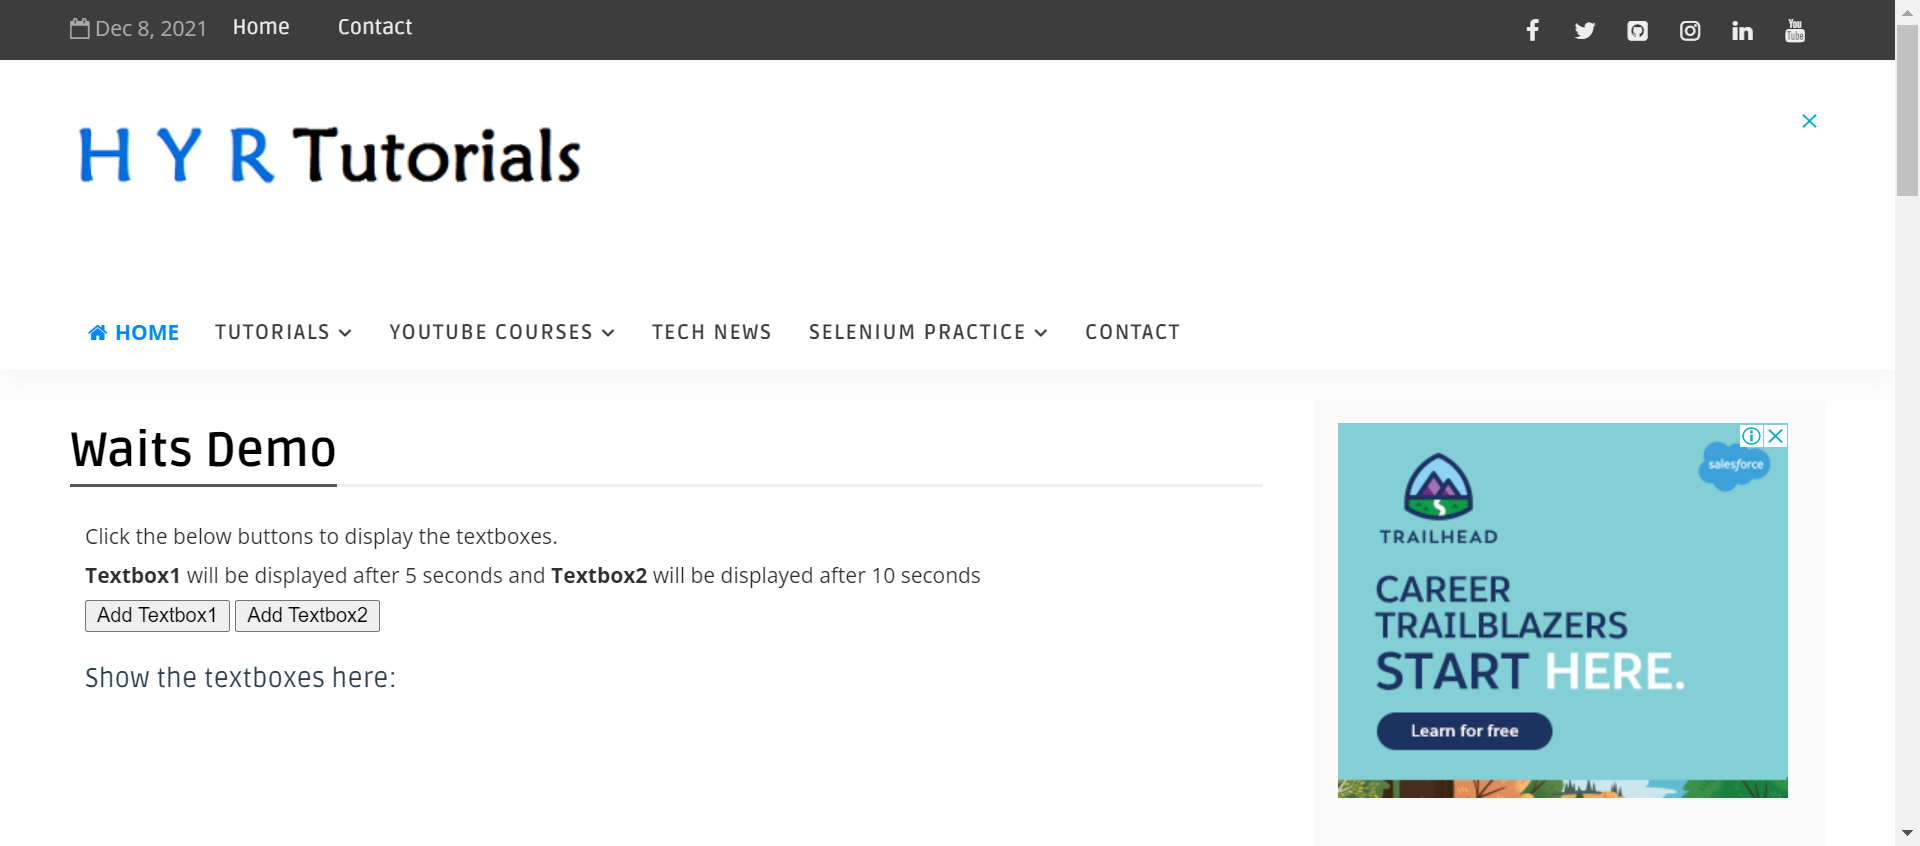 Dec 8, 2021 Home Contact
You
Tube
H Y R Tutorials
HOME TUTORIALS YOUTUBE COURSES TECH NEWS SELENIUM PRACTICE CONTACT
Waits Demo
Click the below buttons to display the textboxes.
Textbox1 will be displayed after 5 seconds and Textbox2 will be displayed after 10 seconds
Add Textbox1 Add Textbox2
Show the textboxes here:
salesforce
TRAILHEAD
CAREER
TRAILBLAZERS
START HERE.
Learn for free